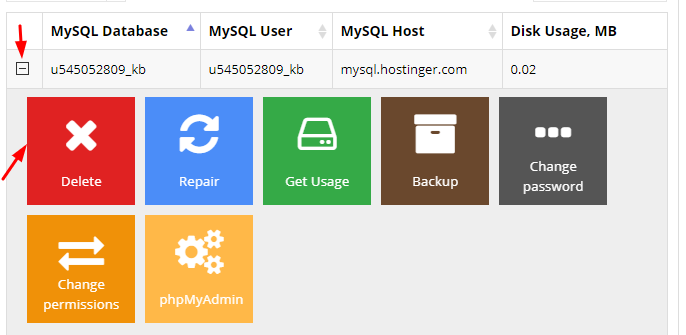 MySQL Database MySQL User MySQL Host Disk Usage, MB
u545052809_kb u545052809_kb mysql.hostinger.com 0.02
Delete
Repair
Get Usage
Backup
Change
password
Change
permissions
phpMyAdmin